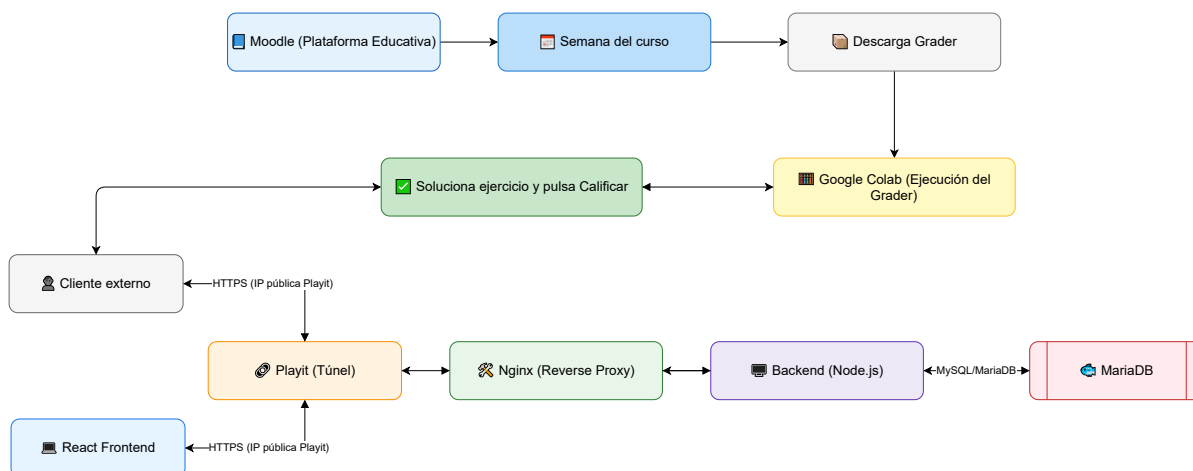 Moodle (Plataforma Educativa)
Semana del curso
Descarga Grader
Soluciona ejercicio y pulsa Calificar
Google Colab (Ejecución del
Grader)
Cliente externo
HTTPS (IP pública Playit)
Playit (Túnel)
Nginx (Reverse Proxy)
Backend (Node.js)
MySQL/MariaDB
MariaDB
React Frontend
HTTPS (IP pública Playit)